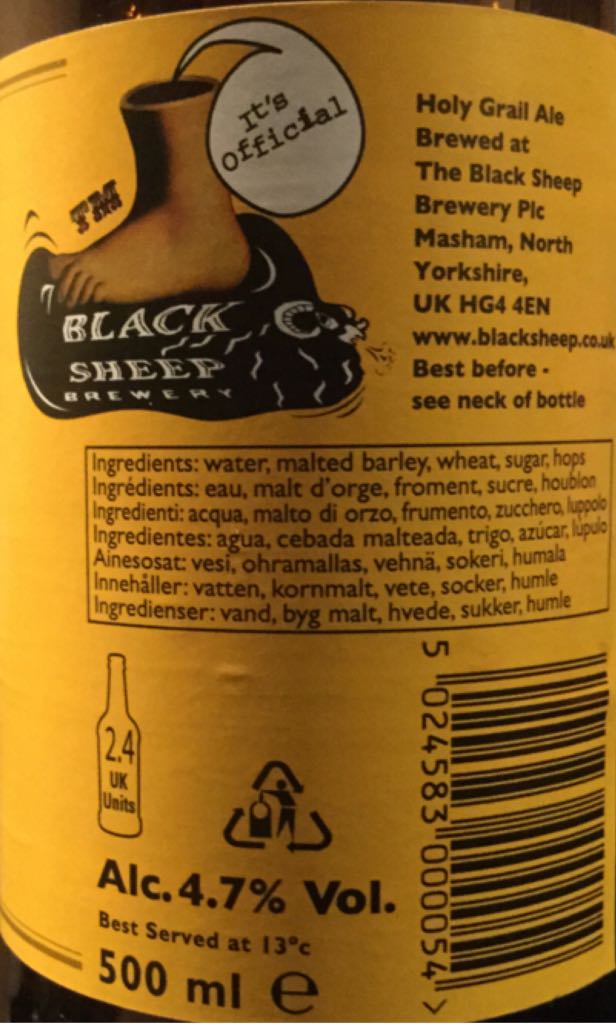 It's
official
TM
BLACK
SHEEP
BREWERY
Holy Grail Ale
Brewed at
The Black Sheep
Brewery Plc
Masham, North
Yorkshire,
UK HG4 4EN
www.blacksheep.co.uk
Best before -
see neck of bottle
Ingredients: water, malted barley, wheat, sugar, hops
Ingrédients: eau, malt d'orge, froment, sucre, houblon
Ingredienti: acqua, malto di orzo, frumento, zucchero, luppolo
Ingredientes: agua, cebada malteada, trigo, azúcar, lupulo
Ainesosat: vesi, ohramallas, vehnä, sokeri, humala
Innehåller: vatten, kornmalt, vete, socker, humle
Ingredienser: vand, byg malt, hvede, sukker, humle
2.4
UK
Units
Alc. 4.7% Vol.
Best Served at 13°c
500 ml e
5 024583 000054 >